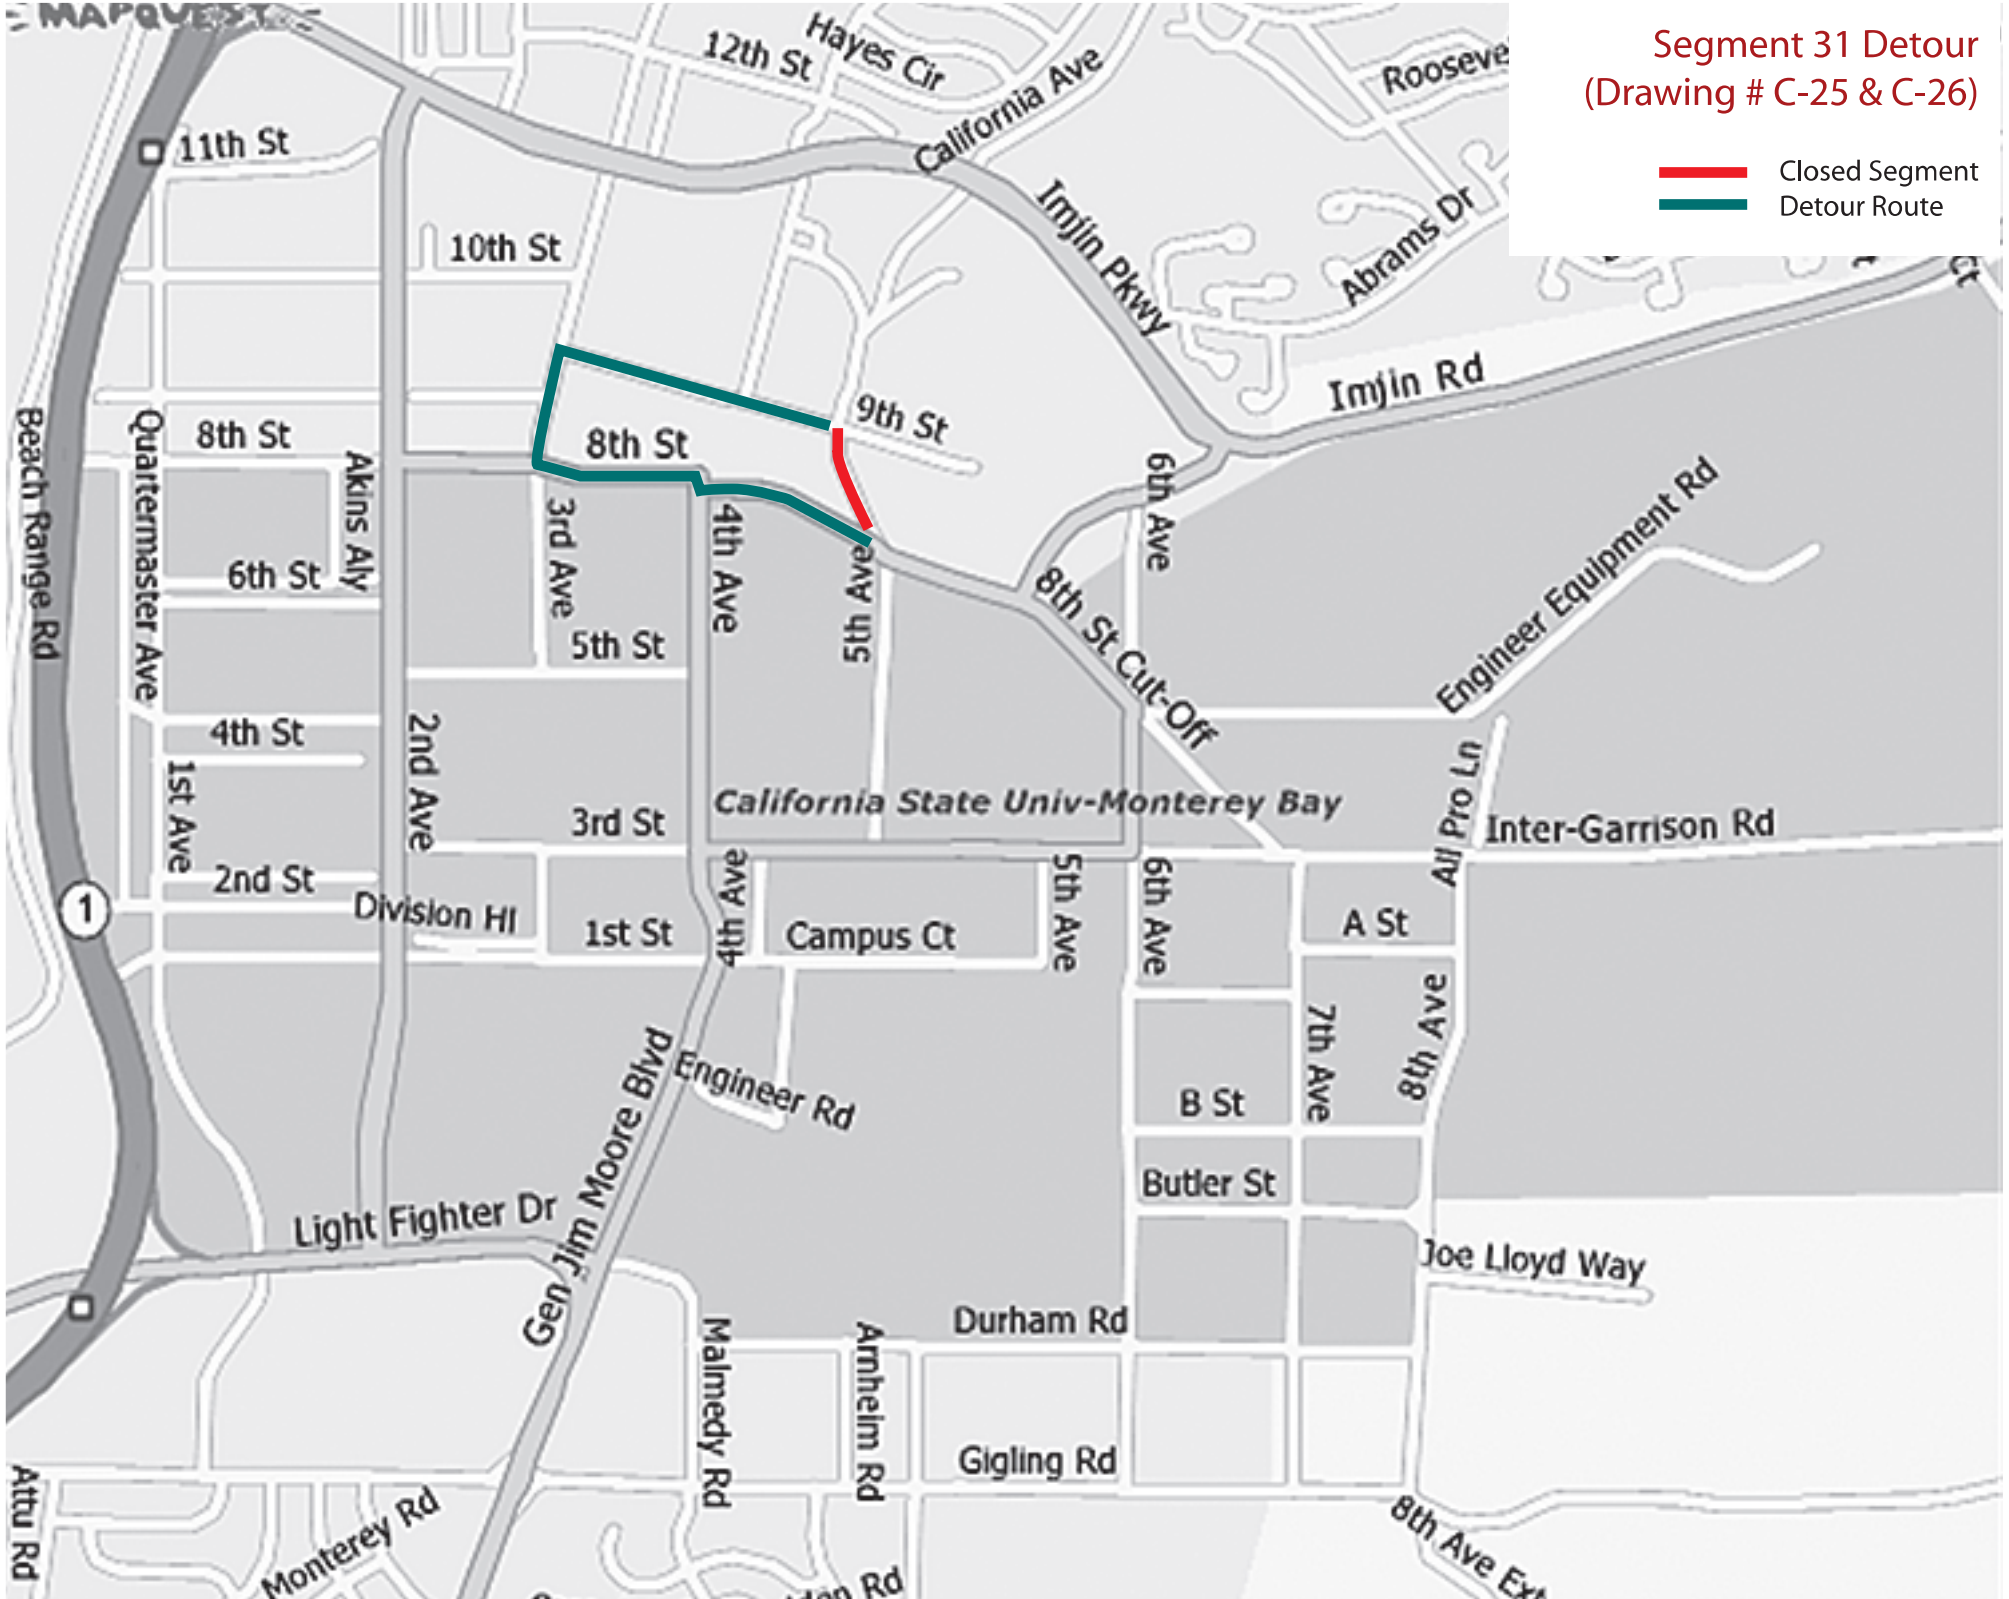 MAPQUEST
Segment 31 Detour
(Drawing # C-25 & C-26)
Closed Segment
Detour Route
Hayes Cir
12th St
California Ave
11th St
Imjin Pkwy
Abrams Dr
10th St
Ct
Imjin Rd
9th St
8th St
8th St
Beach Range Rd
Quartermaster Ave
Akins Aly
3rd Ave
4th Ave
5th Ave
6th Ave
Engineer Equipment Rd
6th St
8th St Cut-Off
5th St
4th St
2nd Ave
1st Ave
California State Univ-Monterey Bay
3rd St
All Pro Ln
Inter-Garrison Rd
2nd St
Division Hl
1
1st St
4th Ave
Campus Ct
5th Ave
6th Ave
A St
7th Ave
8th Ave
Gen Jim Moore Blvd
Engineer Rd
B St
Butler St
Light Fighter Dr
Joe Lloyd Way
Durham Rd
Malmedy Rd
Arnheim Rd
Gigling Rd
Attu Rd
Monterey Rd
8th Ave Ext
Rd